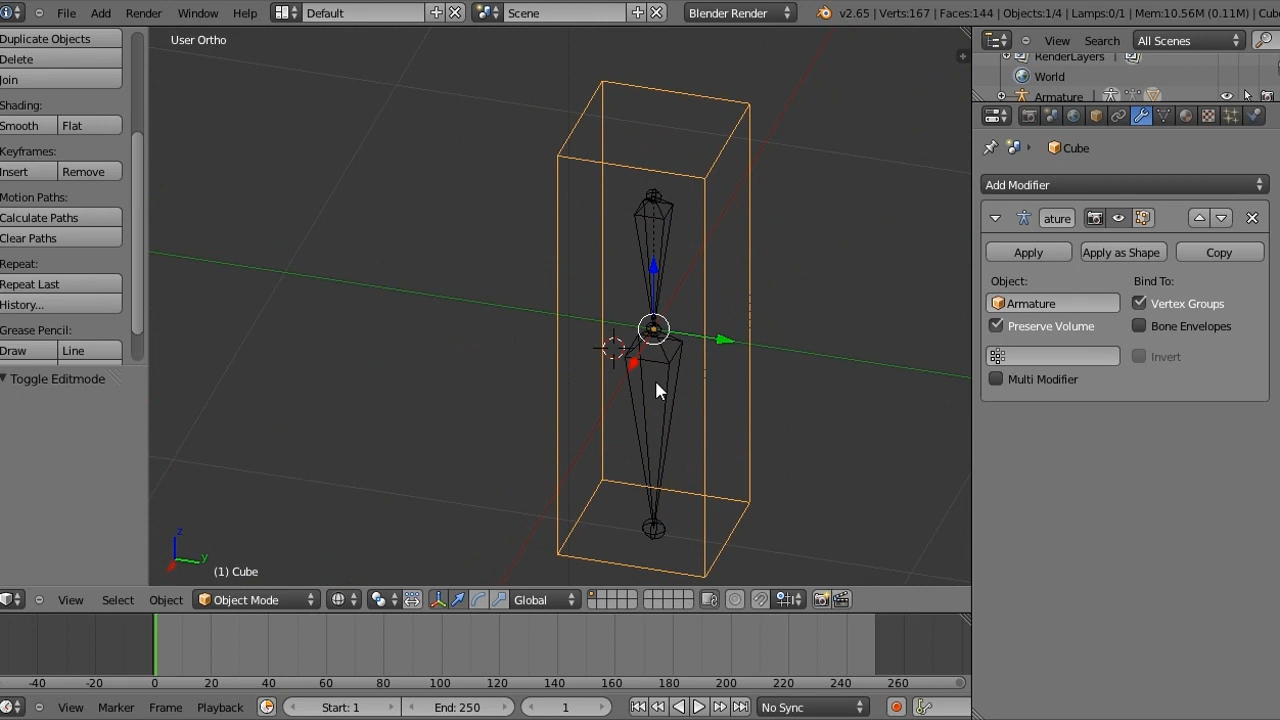 File Add Render Window Help Default Scene Blender Render v2.65 | Verts:167 | Faces:144 | Objects:1/4 | Lamps:0/1 | Mem:10.56M (0.11M) | Cube
Duplicate Objects
Delete
Join
Shading:
Smooth Flat
Keyframes:
Insert Remove
Motion Paths:
Calculate Paths
Clear Paths
Repeat:
Repeat Last
History...
Grease Pencil:
Draw Line
Toggle Editmode
User Ortho
z
y
(1) Cube
View Select Object Object Mode Global
-40 -20 0 20 40 60 80 100 120 140 160 180 200 220 240 260
View Marker Frame Playback Start: 1 End: 250 1 No Sync
View Search All Scenes
RenderLayers
World
Armature
Cube
Add Modifier
ature
Apply Apply as Shape Copy
Object: Bind To:
Armature Vertex Groups
Preserve Volume Bone Envelopes
Invert
Multi Modifier